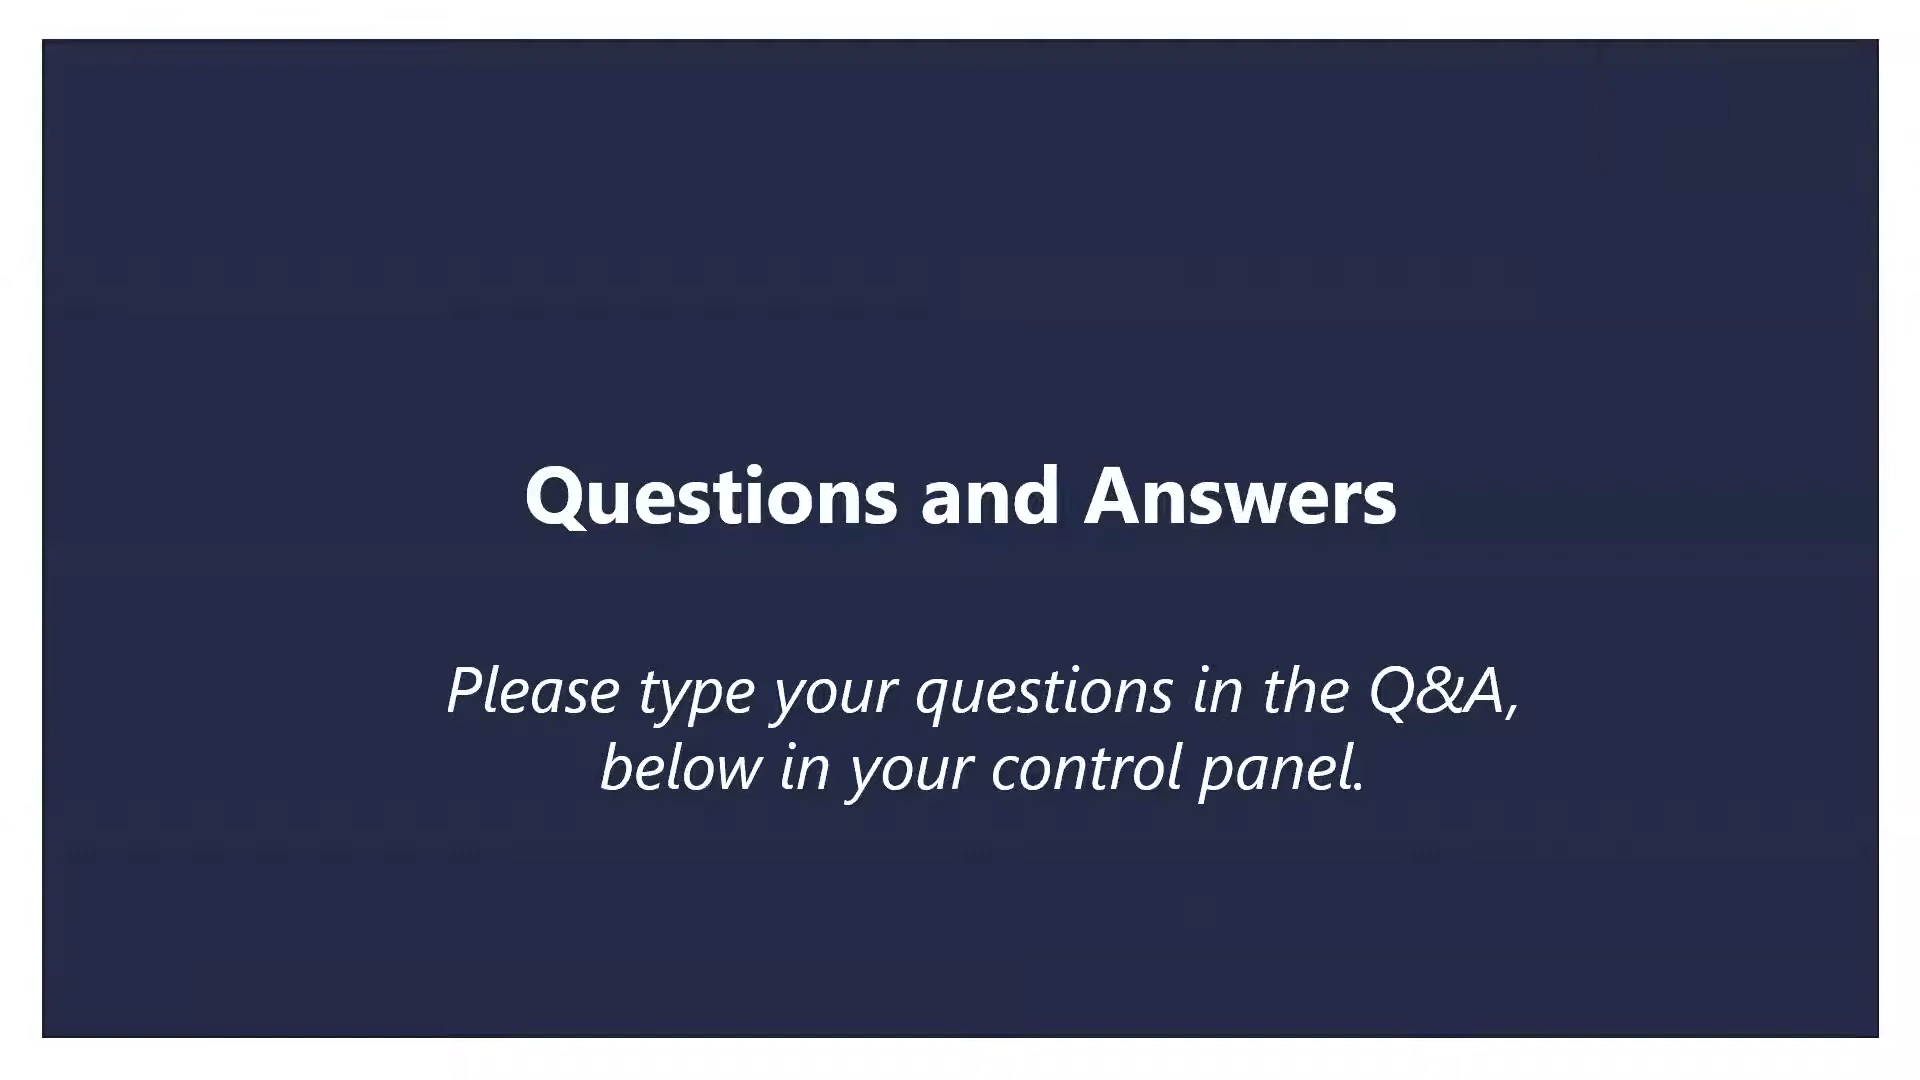 Questions and Answers
Please type your questions in the Q&A,
below in your control panel.